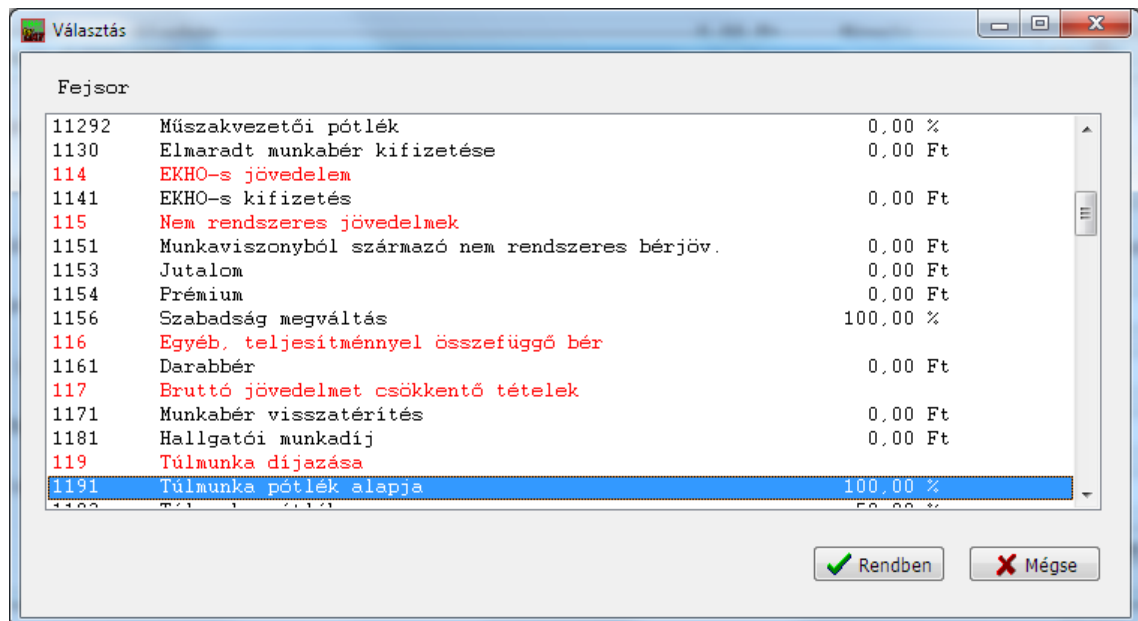 Választás
Fejsor
11292 Műszakvezetői pótlék 0,00 %
1130 Elmaradt munkabér kifizetése 0,00 Ft
114 EKHO-s jövedelem
1141 EKHO-s kifizetés 0,00 Ft
115 Nem rendszeres jövedelmek
1151 Munkaviszonyból származó nem rendszeres bérjöv. 0,00 Ft
1153 Jutalom 0,00 Ft
1154 Prémium 0,00 Ft
1156 Szabadság megváltás 100,00 %
116 Egyéb, teljesítménnyel összefüggő bér
1161 Darabbér 0,00 Ft
117 Bruttó jövedelmet csökkentő tételek
1171 Munkabér visszatérítés 0,00 Ft
1181 Hallgatói munkadíj 0,00 Ft
119 Túlmunka díjazása
1191 Túlmunka pótlék alapja 100,00 %
Rendben Mégse